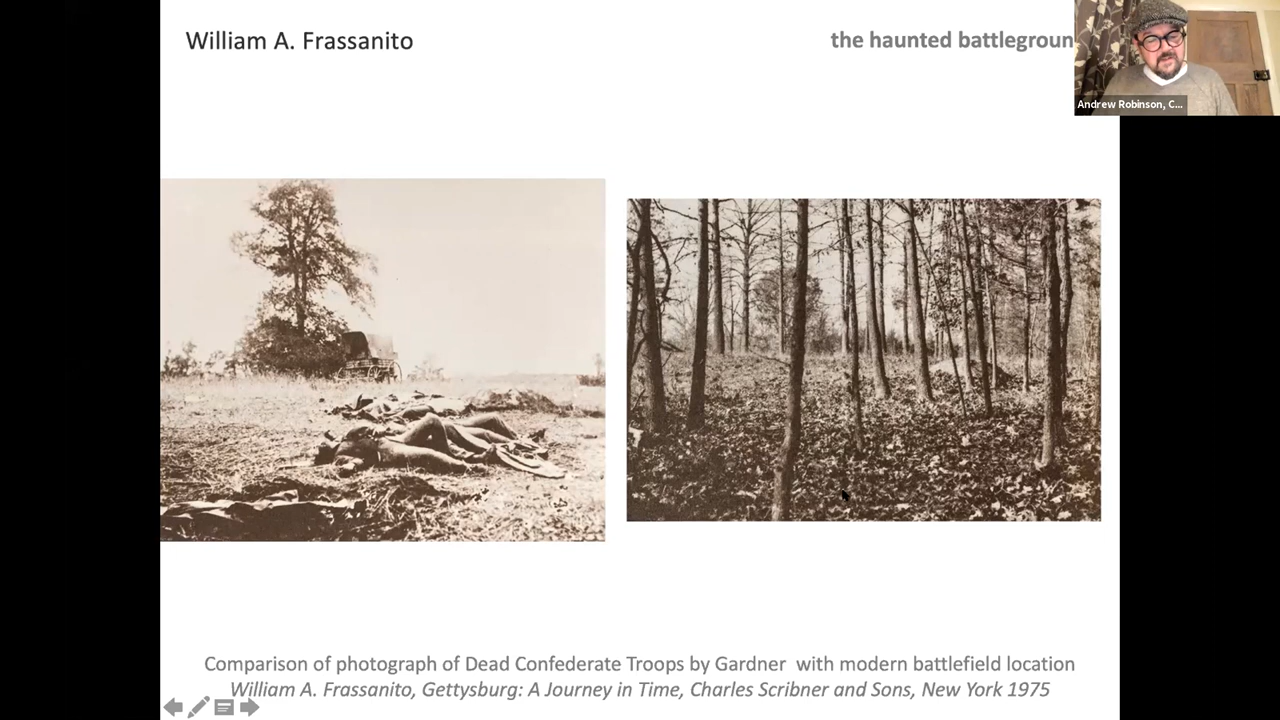 William A. Frassanito
the haunted battlegroun
Andrew Robinson, C...
Comparison of photograph of Dead Confederate Troops by Gardner with modern battlefield location
William A. Frassanito, Gettysburg: A Journey in Time, Charles Scribner and Sons, New York 1975